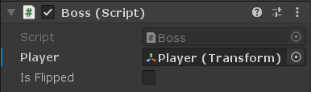 Boss (Script)
Script Boss
Player Player (Transform)
Is Flipped